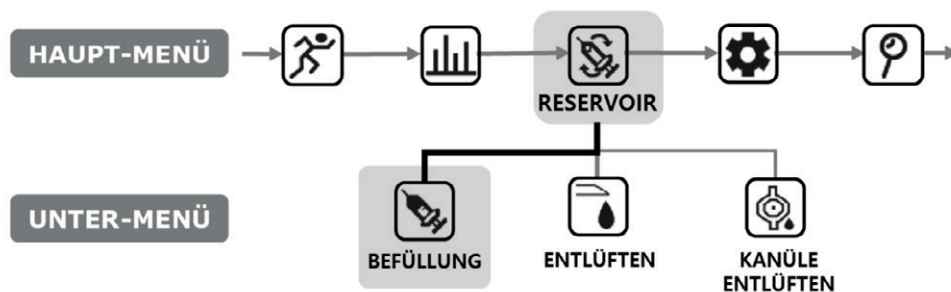 HAUPT-MENÜ
RESERVOIR
UNTER-MENÜ
BEFÜLLUNG
ENTLÜFTEN
KANÜLE
ENTLÜFTEN